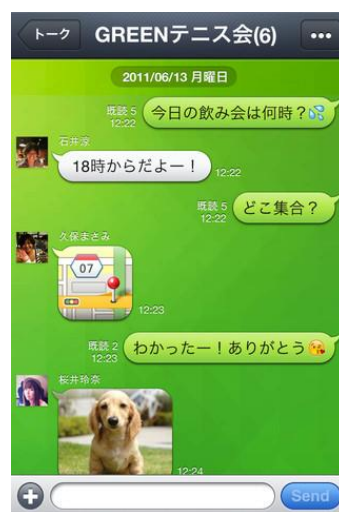 トーク
GREENテニス会(6)
2011/06/13 月曜日
今日の飲み会は何時？
既読 5
12:22
石井涼
18時からだよー！
12:22
どこ集合？
既読 5
12:22
久保まさみ
07
12:23
わかったー！ありがとう
既読 2
12:23
桜井玲奈
12:24
Send